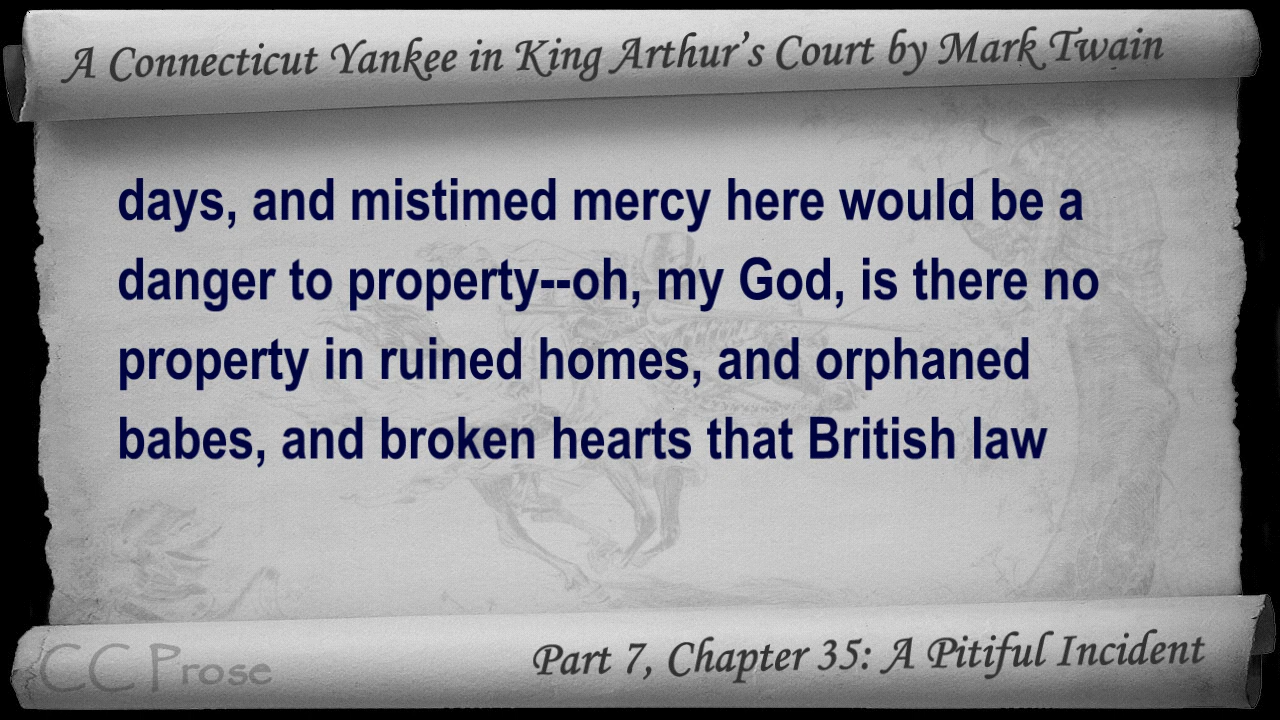 A Connecticut Yankee in King Arthur's Court by Mark Twain
days, and mistimed mercy here would be a
danger to property--oh, my God, is there no
property in ruined homes, and orphaned
babes, and broken hearts that British law
CC Prose
Part 7, Chapter 35: A Pitiful Incident